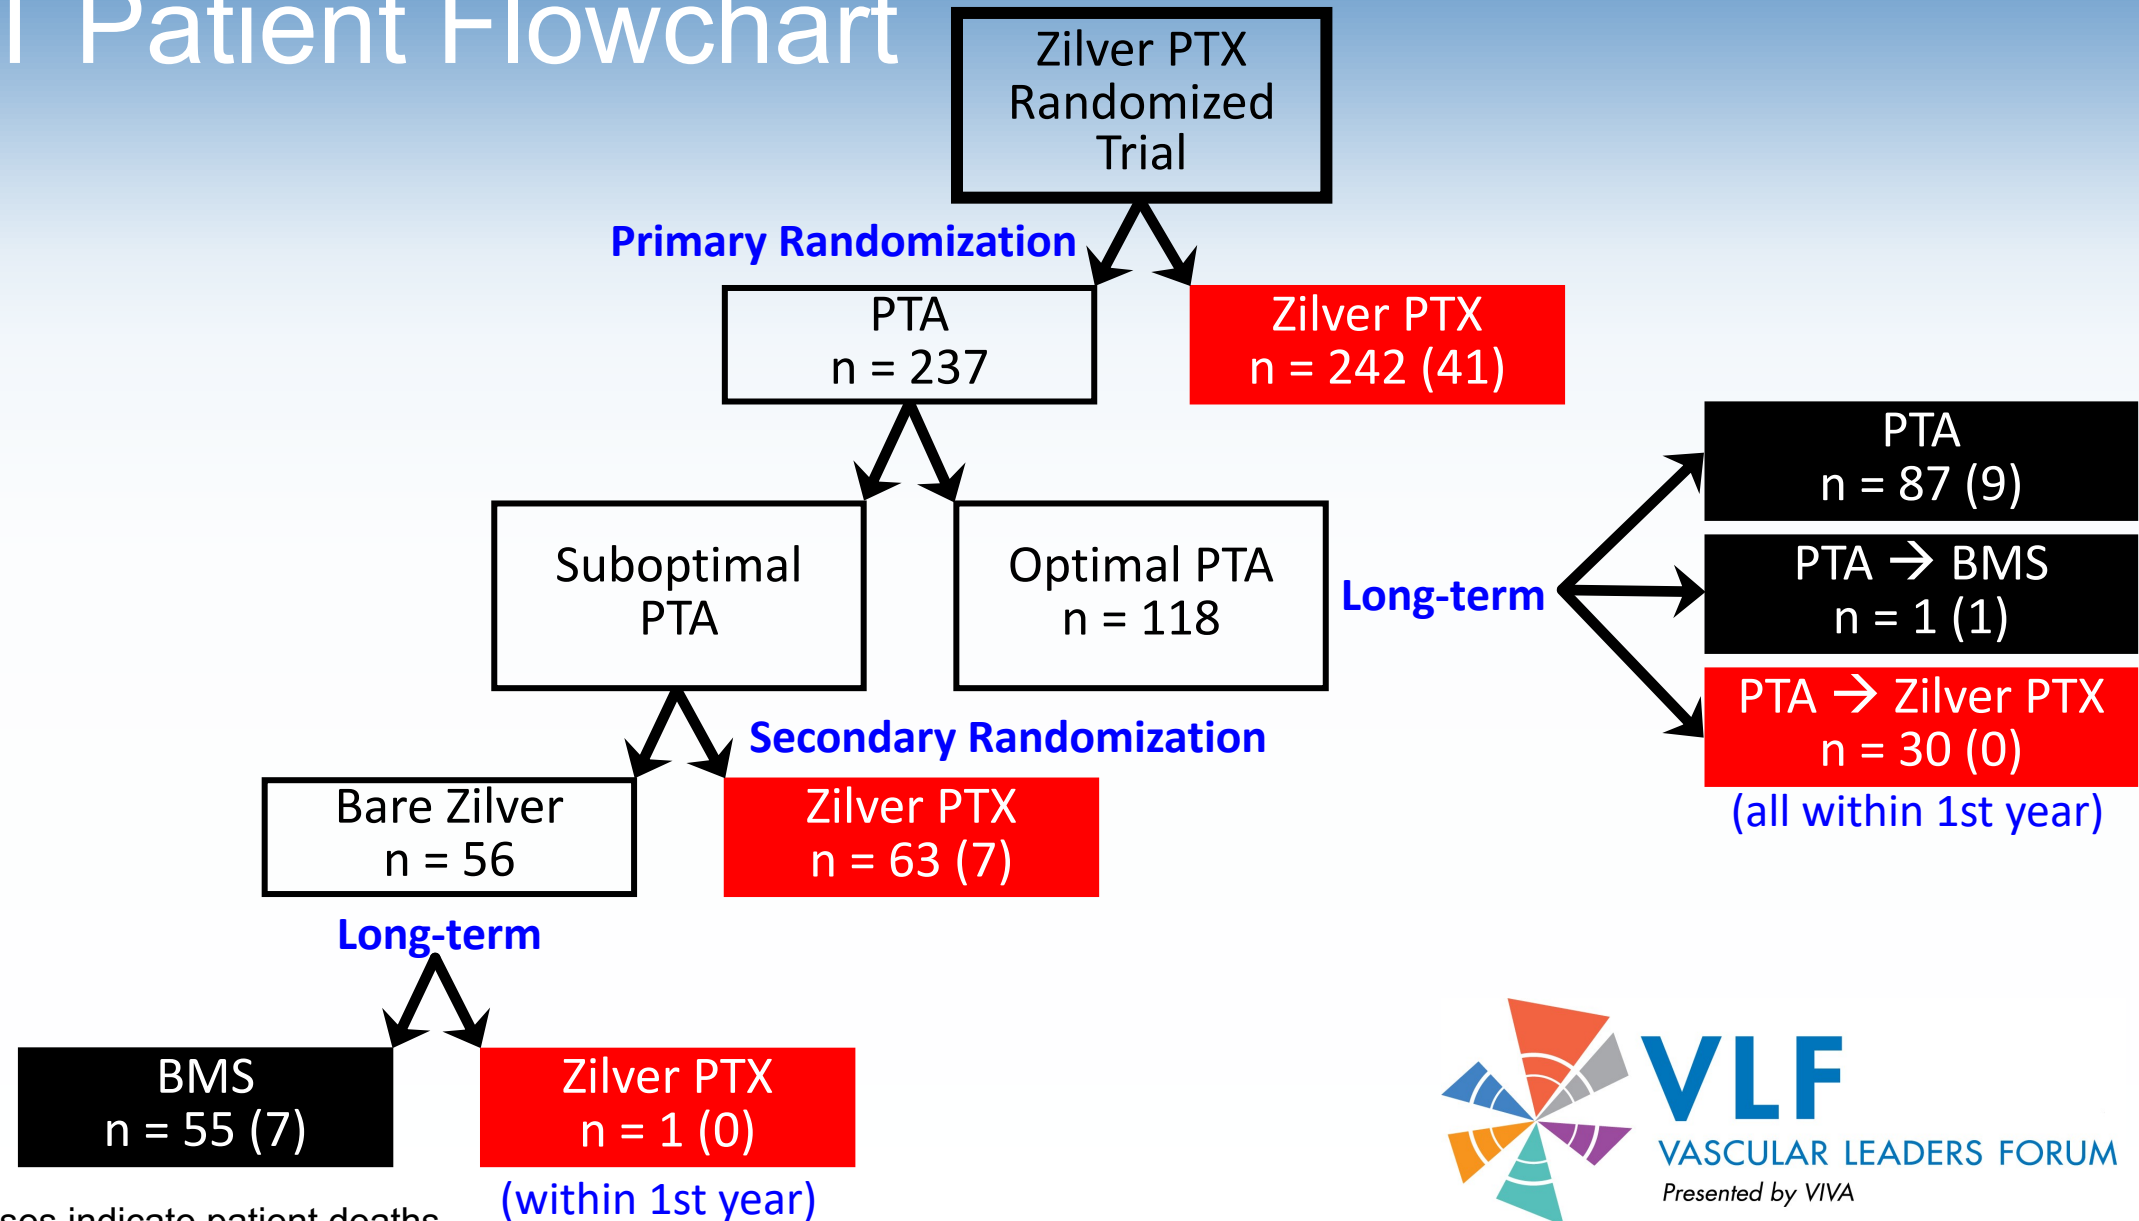 Patient Flowchart
Zilver PTX
Randomized
Trial
Primary Randomization
PTA
n = 237
Zilver PTX
n = 242 (41)
PTA
n = 87 (9)
PTA → BMS
n = 1 (1)
PTA → Zilver PTX
n = 30 (0)
(all within 1st year)
Suboptimal
PTA
Optimal PTA
n = 118
Long-term
Secondary Randomization
Bare Zilver
n = 56
Zilver PTX
n = 63 (7)
Long-term
BMS
n = 55 (7)
Zilver PTX
n = 1 (0)
(within 1st year)
indicate patient deaths
VLF
VASCULAR LEADERS FORUM
Presented by VIVA